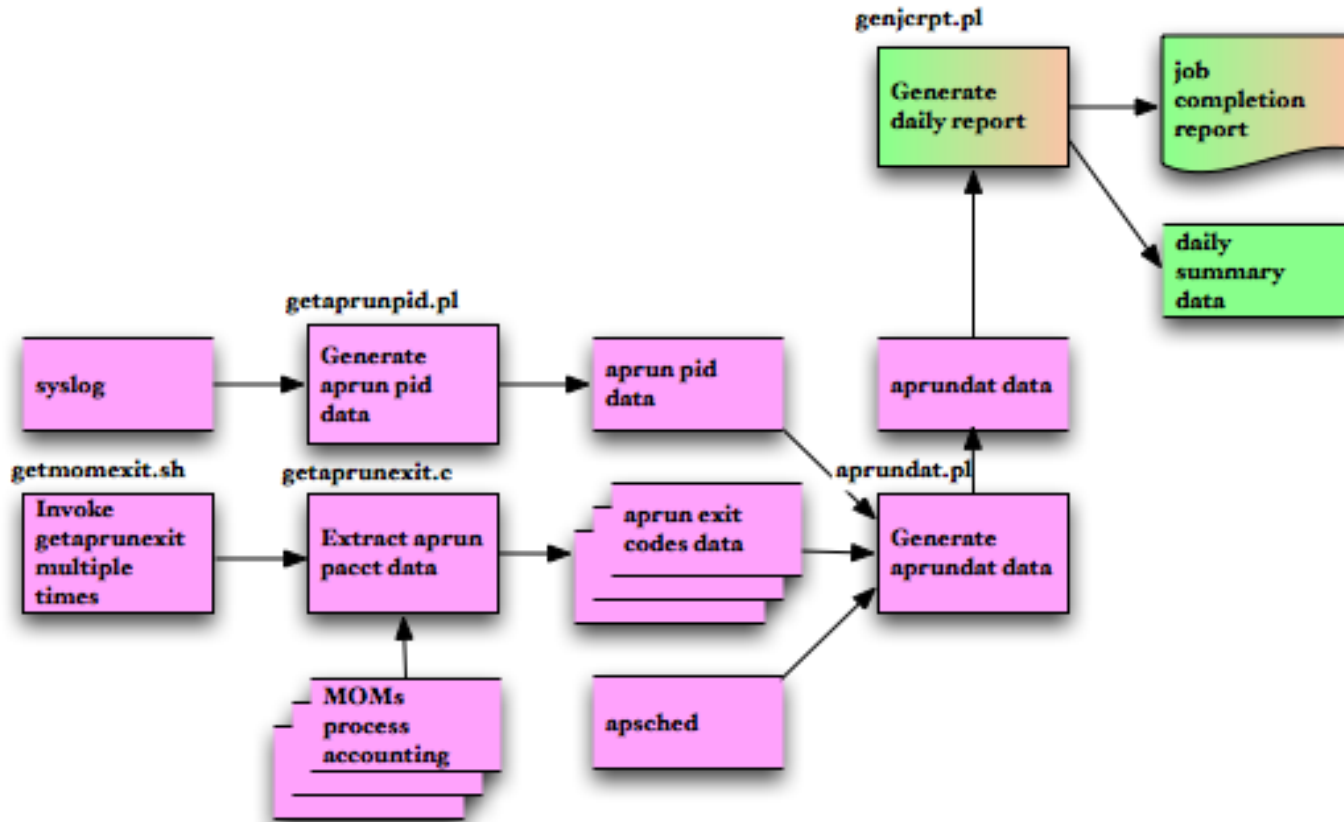 genjcrpt.pl
Generate
daily report
job
completion
report
daily
summary
data
getaprunpid.pl
syslog
Generate
aprun pid
data
aprun pid
data
aprundat data
getmomexit.sh
Invoke
getaprunexit
multiple
times
getaprunexit.c
Extract aprun
pacct data
aprun exit
codes data
aprundat.pl
Generate
aprundat data
MOMs
process
accounting
apsched